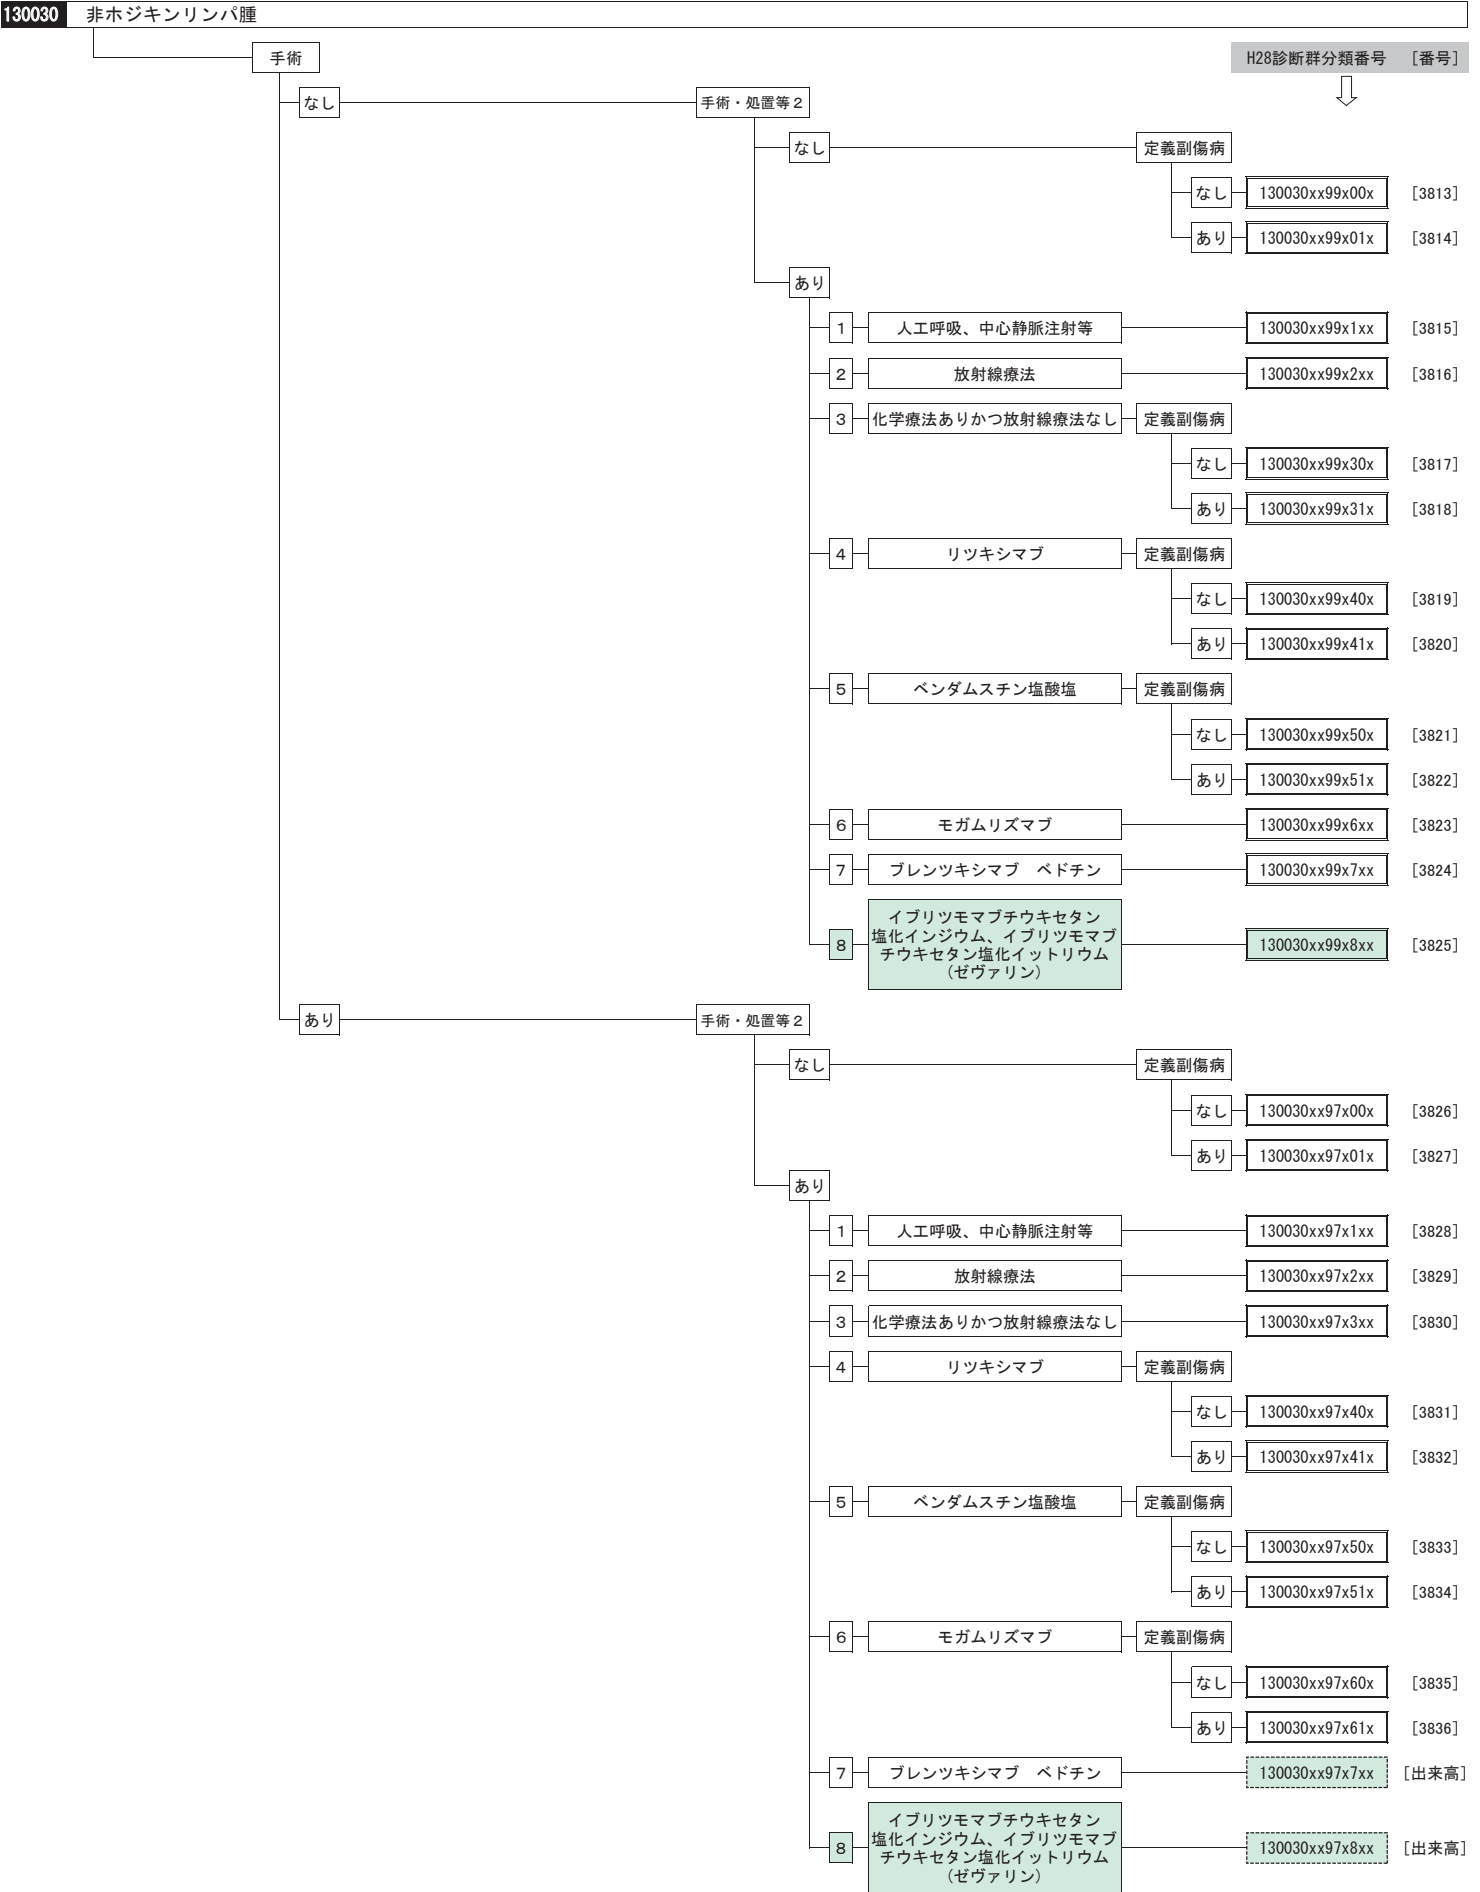 130030 非ホジキンリンパ腫
手術 H28診断群分類番号 [番号]
なし 手術・処置等2
なし 定義副傷病
なし 130030xx99x00x [3813]
あり 130030xx99x01x [3814]
あり
1 人工呼吸、中心静脈注射等 130030xx99x1xx [3815]
2 放射線療法 130030xx99x2xx [3816]
3 化学療法ありかつ放射線療法なし 定義副傷病
なし 130030xx99x30x [3817]
あり 130030xx99x31x [3818]
4 リツキシマブ 定義副傷病
なし 130030xx99x40x [3819]
あり 130030xx99x41x [3820]
5 ベンダムスチン塩酸塩 定義副傷病
なし 130030xx99x50x [3821]
あり 130030xx99x51x [3822]
6 モガムリズマブ 130030xx99x6xx [3823]
7 ブレンツキシマブ　ベドチン 130030xx99x7xx [3824]
イブリツモマブチウキセタン
塩化インジウム、イブリツモマブ
8 チウキセタン塩化イットリウム 130030xx99x8xx [3825]
(ゼヴァリン)
あり 手術・処置等2
なし 定義副傷病
なし 130030xx97x00x [3826]
あり 130030xx97x01x [3827]
あり
1 人工呼吸、中心静脈注射等 130030xx97x1xx [3828]
2 放射線療法 130030xx97x2xx [3829]
3 化学療法ありかつ放射線療法なし 130030xx97x3xx [3830]
4 リツキシマブ 定義副傷病
なし 130030xx97x40x [3831]
あり 130030xx97x41x [3832]
5 ベンダムスチン塩酸塩 定義副傷病
なし 130030xx97x50x [3833]
あり 130030xx97x51x [3834]
6 モガムリズマブ 定義副傷病
なし 130030xx97x60x [3835]
あり 130030xx97x61x [3836]
7 ブレンツキシマブ　ベドチン 130030xx97x7xx [出来高]
イブリツモマブチウキセタン
塩化インジウム、イブリツモマブ
8 チウキセタン塩化イットリウム 130030xx97x8xx [出来高]
(ゼヴァリン)